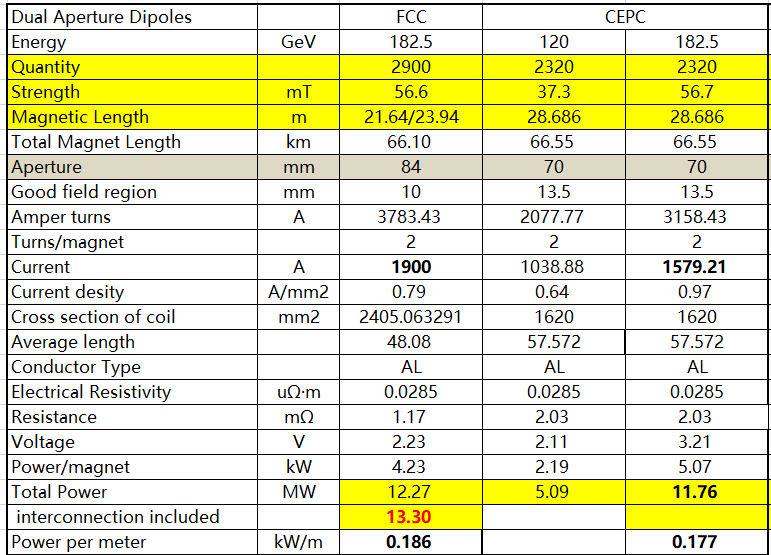 Dual Aperture Dipoles FCC CEPC
Energy GeV 182.5 120 182.5
Quantity 2900 2320 2320
Strength mT 56.6 37.3 56.7
Magnetic Length m 21.64/23.94 28.686 28.686
Total Magnet Length km 66.10 66.55 66.55
Aperture mm 84 70 70
Good field region mm 10 13.5 13.5
Amper turns A 3783.43 2077.77 3158.43
Turns/magnet 2 2 2
Current A 1900 1038.88 1579.21
Current desity A/mm2 0.79 0.64 0.97
Cross section of coil mm2 2405.063291 1620 1620
Average length 48.08 57.572 57.572
Conductor Type AL AL AL
Electrical Resistivity uΩ·m 0.0285 0.0285 0.0285
Resistance mΩ 1.17 2.03 2.03
Voltage V 2.23 2.11 3.21
Power/magnet kW 4.23 2.19 5.07
Total Power MW 12.27 5.09 11.76
interconnection included 13.30
Power per meter kW/m 0.186 0.177